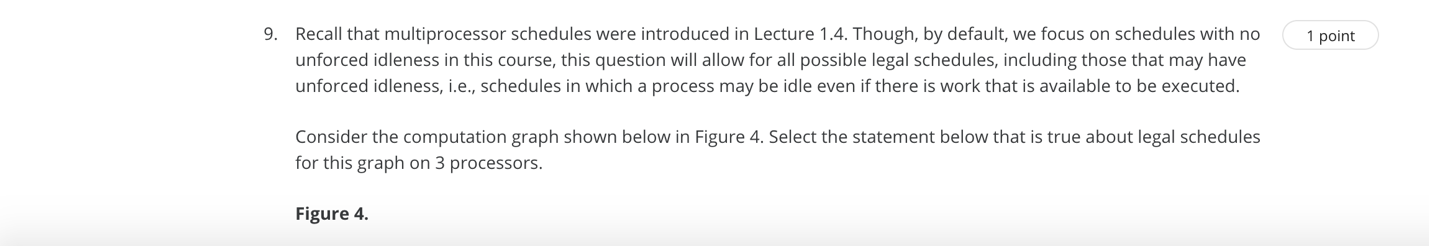 9. Recall that multiprocessor schedules were introduced in Lecture 1.4. Though, by default, we focus on schedules with no 1 point
unforced idleness in this course, this question will allow for all possible legal schedules, including those that may have
unforced idleness, i.e., schedules in which a process may be idle even if there is work that is available to be executed.
Consider the computation graph shown below in Figure 4. Select the statement below that is true about legal schedules
for this graph on 3 processors.
Figure 4.